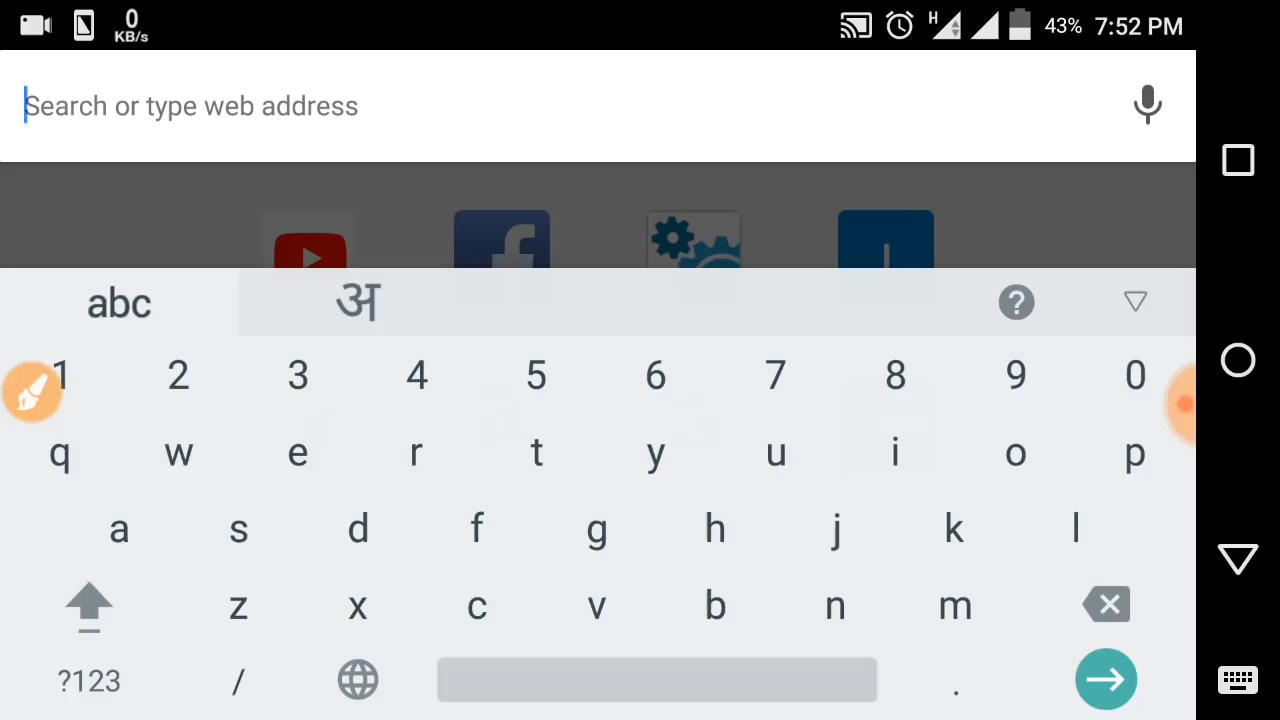 0 KB/s H 43% 7:52 PM
Search or type web address
f
abc अ ?
1 2 3 4 5 6 7 8 9 0
q w e r t y u i o p
a s d f g h j k l
z x c v b n m
?123 / .